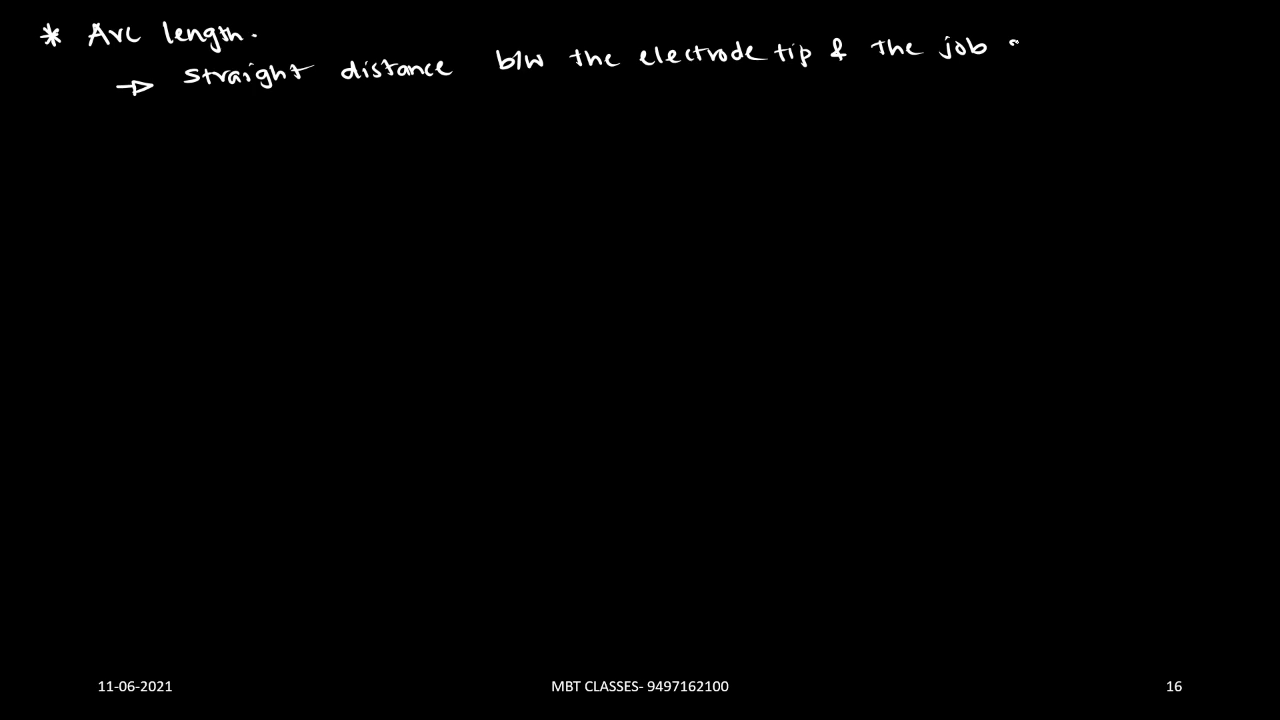 * Arc length.
→ straight distance b/w the electrode tip & the job
11-06-2021 MBT CLASSES- 9497162100 16